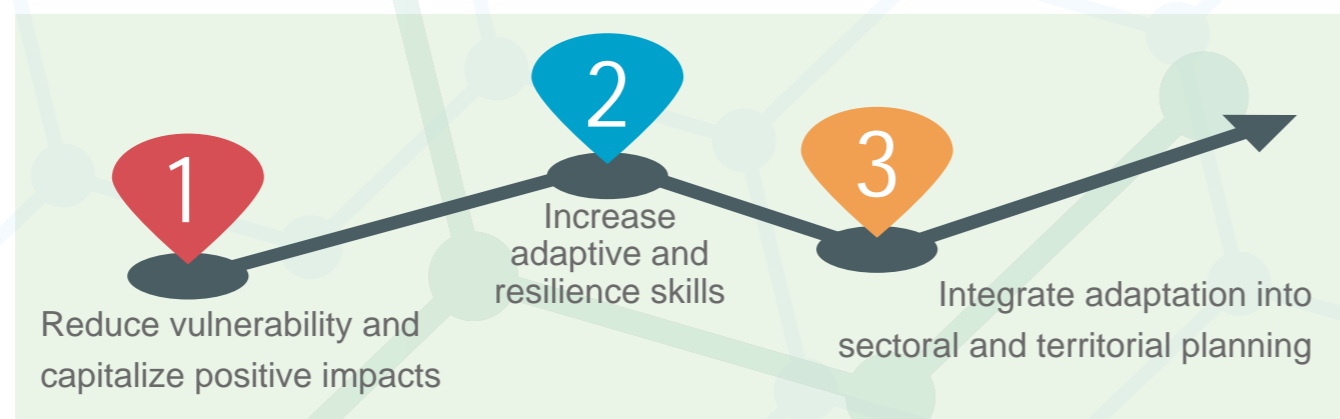 1
Reduce vulnerability and
capitalize positive impacts
2
Increase
adaptive and
resilience skills
3
Integrate adaptation into
sectoral and territorial planning